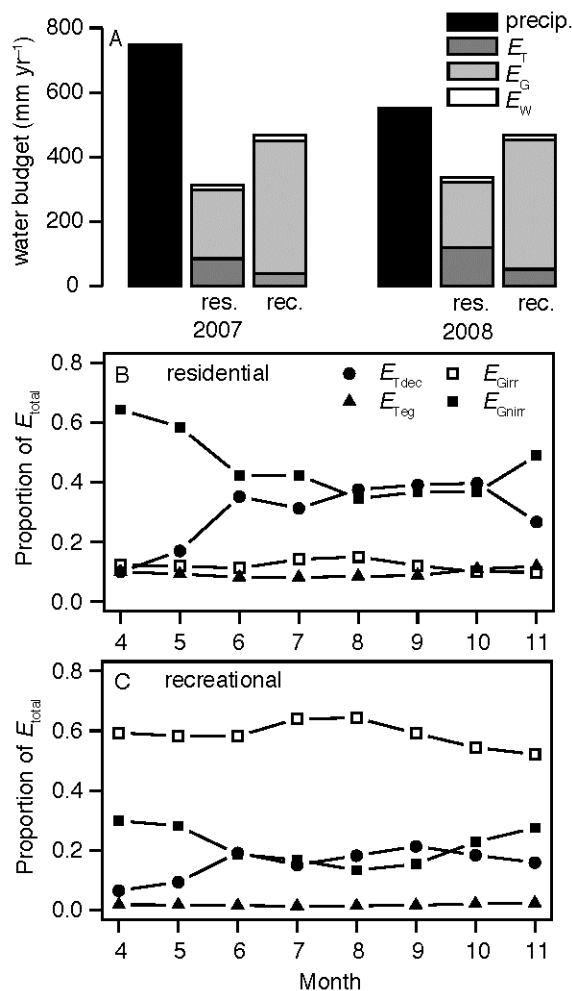 A
precip.
E_T
E_G
E_W
water budget (mm yr⁻¹)
800
600
400
200
0
res. rec. res. rec.
2007 2008
B residential
E_Tdec E_Girr
E_Teg E_Gnirr
Proportion of E_total
0.8
0.6
0.4
0.2
0.0
4 5 6 7 8 9 10 11
C recreational
Proportion of E_total
0.8
0.6
0.4
0.2
0.0
4 5 6 7 8 9 10 11
Month